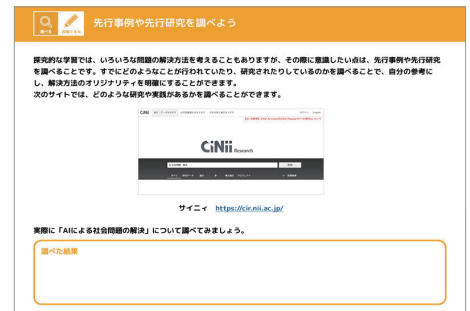 調べる
先行事例や先行研究を調べよう
探究的な学習では、いろいろな問題の解決方法を考えることもありますが、その際に意識したい点は、先行事例や先行研究
を調べることです。すでにどのようなことが行われていたり、研究されたりしているのかを調べることで、自分の参考に
し、解決方法のオリジナリティを明確にすることができます。
次のサイトでは、どのような研究や実践があるかを調べることができます。
CiNii
CiNii Research
サイニィ https://cir.nii.ac.jp/
実際に「AIによる社会問題の解決」について調べてみましょう。
調べた結果